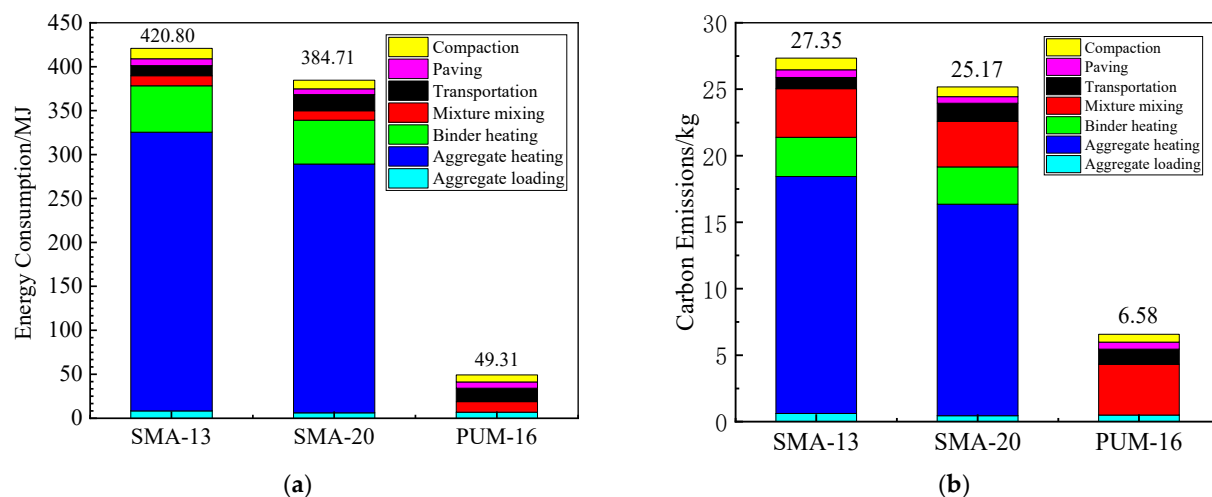 450
400
350
300
250
200
150
100
50
0
Energy Consumption/MJ
420.80
384.71
49.31
Compaction
Paving
Transportation
Mixture mixing
Binder heating
Aggregate heating
Aggregate loading
SMA-13
SMA-20
PUM-16
(a)
30
25
20
15
10
5
0
Carbon Emissions/kg
27.35
25.17
6.58
Compaction
Paving
Transportation
Mixture mixing
Binder heating
Aggregate heating
Aggregate loading
SMA-13
SMA-20
PUM-16
(b)